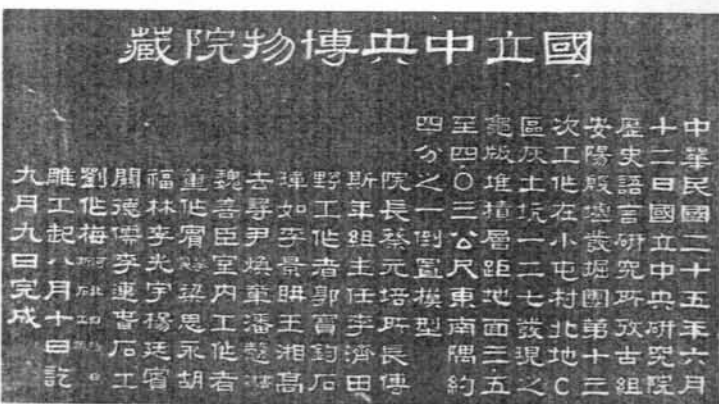 國立中央博物院藏
中華民國二十五年六月
十二日國立中央研究院
歷史語言研究所攷古組
安陽殷墟發掘團第十三
次工作在小屯村北地C
區灰土坑一二七發現之
龜版堆積層距地面三五
至四〇三公尺東南隅約
四分之一倒置模型
院長蔡元培所長傅
斯年組主任李濟田
野工作者郭寶鈞石
璋如李景聃王湘高
去尋尹煥章潘愨
魏善臣室內工作者
董作賓梁思永胡
福林李光宇楊廷賓
關德儒李連春石工
劉作梅
雕工起八月十日訖
九月九日完成